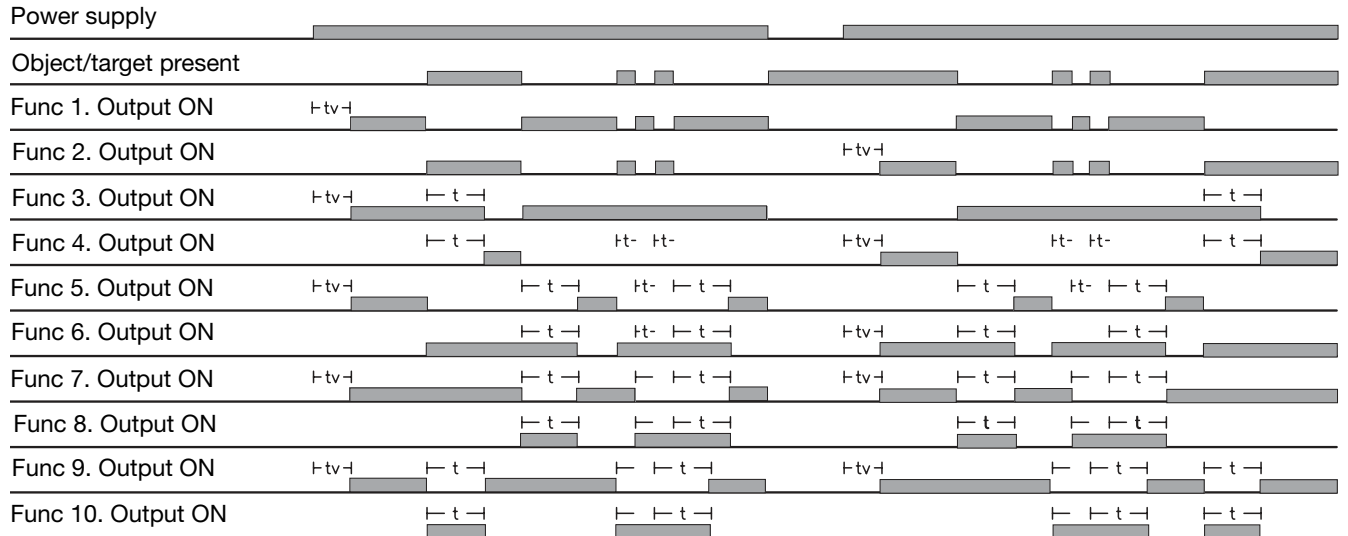 Power supply
Object/target present
Func 1. Output ON tv
Func 2. Output ON tv
Func 3. Output ON tv t t
Func 4. Output ON t t t tv t t t
Func 5. Output ON tv t t t t t t
Func 6. Output ON t t t tv t t
Func 7. Output ON tv t t tv t t
Func 8. Output ON t t t t
Func 9. Output ON tv t t tv t t
Func 10. Output ON t t t t